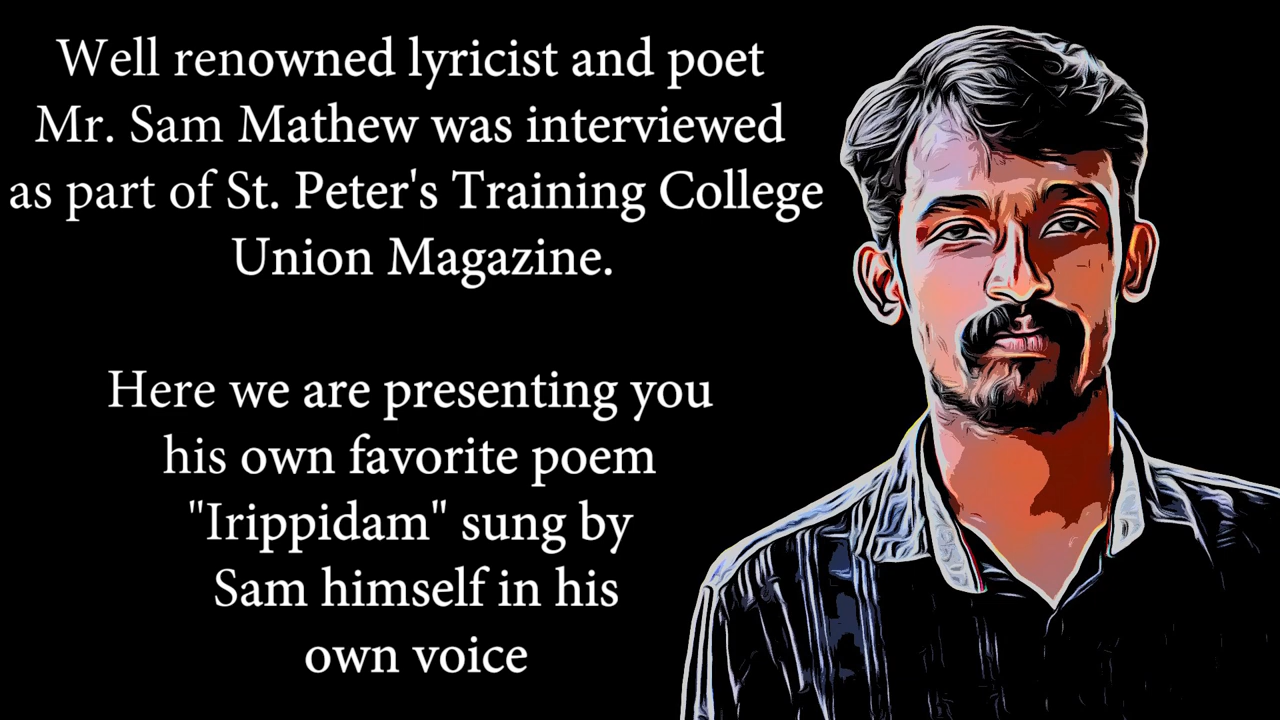 Well renowned lyricist and poet
Mr. Sam Mathew was interviewed
as part of St. Peter's Training College
Union Magazine.
Here we are presenting you
his own favorite poem
"Irippidam" sung by
Sam himself in his
own voice